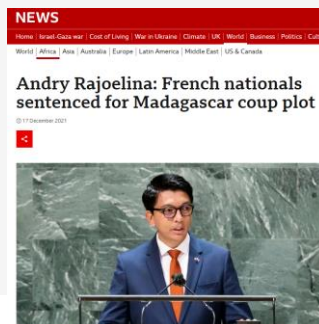 NEWS
Home | Israel-Gaza war | Cost of Living | War in Ukraine | Climate | UK | World | Business | Politics | Cult
World | Africa | Asia | Australia | Europe | Latin America | Middle East | US & Canada
Andry Rajoelina: French nationals
sentenced for Madagascar coup plot
17 December 2021